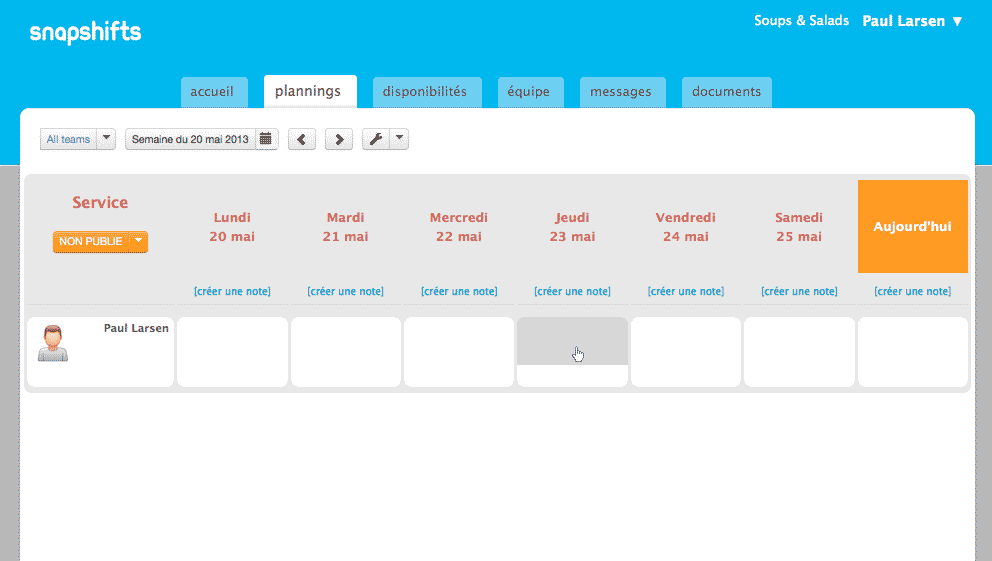 snapshifts
Soups & Salads
Paul Larsen ▼
accueil
plannings
disponibilités
équipe
messages
documents
All teams
Semaine du 20 mai 2013
Service
NON PUBLIE
Lundi
20 mai
Mardi
21 mai
Mercredi
22 mai
Jeudi
23 mai
Vendredi
24 mai
Samedi
25 mai
Aujourd'hui
[créer une note]
[créer une note]
[créer une note]
[créer une note]
[créer une note]
[créer une note]
[créer une note]
Paul Larsen